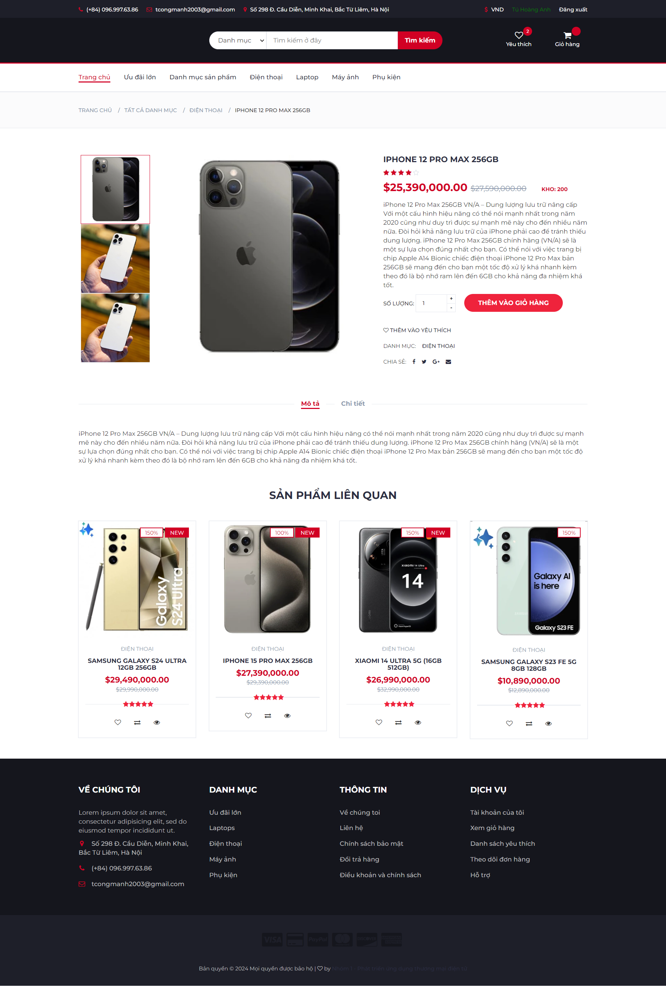 (+84) 096.997.63.86 tcongmanh2003@gmail.com Số 298 Đ. Cầu Diễn, Minh Khai, Bắc Từ Liêm, Hà Nội $ VND Tú Hoàng Anh Đăng xuất
Danh mục Tìm kiếm ở đây Tìm kiếm
2
Yêu thích Giỏ hàng
Trang chủ Ưu đãi lớn Danh mục sản phẩm Điện thoại Laptop Máy ảnh Phụ kiện
TRANG CHỦ / TẤT CẢ DANH MỤC / ĐIỆN THOẠI / IPHONE 12 PRO MAX 256GB
IPHONE 12 PRO MAX 256GB
$25,390,000.00 $27,590,000.00 KHO: 200
iPhone 12 Pro Max 256GB VN/A – Dung lượng lưu trữ nâng cấp
Với một cấu hình hiệu năng có thể nói mạnh nhất trong năm
2020 cũng như duy trì được sự mạnh mẽ này cho đến nhiều năm
nữa. Đòi hỏi khả năng lưu trữ của iPhone phải cao để tránh thiếu
dung lượng. iPhone 12 Pro Max 256GB chính hãng (VN/A) sẽ là
một sự lựa chọn đúng nhất cho bạn. Có thể nói với việc trang bị
chip Apple A14 Bionic chiếc điện thoại iPhone 12 Pro Max bản
256GB sẽ mang đến cho bạn một tốc độ xử lý khá nhanh kèm
theo đó là bộ nhớ ram lên đến 6GB cho khả năng đa nhiệm khá
tốt.
SỐ LƯỢNG: 1 + - THÊM VÀO GIỎ HÀNG
THÊM VÀO YÊU THÍCH
DANH MỤC: ĐIỆN THOẠI
CHIA SẺ:
Mô tả Chi tiết
iPhone 12 Pro Max 256GB VN/A – Dung lượng lưu trữ nâng cấp Với một cấu hình hiệu năng có thể nói mạnh nhất trong năm 2020 cũng như duy trì được sự mạnh
mẽ này cho đến nhiều năm nữa. Đòi hỏi khả năng lưu trữ của iPhone phải cao để tránh thiếu dung lượng. iPhone 12 Pro Max 256GB chính hãng (VN/A) sẽ là một
sự lựa chọn đúng nhất cho bạn. Có thể nói với việc trang bị chip Apple A14 Bionic chiếc điện thoại iPhone 12 Pro Max bản 256GB sẽ mang đến cho bạn một tốc độ
xử lý khá nhanh kèm theo đó là bộ nhớ ram lên đến 6GB cho khả năng đa nhiệm khá tốt.
SẢN PHẨM LIÊN QUAN
150% NEW
Galaxy
S24 Ultra
ĐIỆN THOẠI
SAMSUNG GALAXY S24 ULTRA
12GB 256GB
$29,490,000.00
$29,990,000.00
100% NEW
ĐIỆN THOẠI
IPHONE 15 PRO MAX 256GB
$27,390,000.00
$29,390,000.00
150% NEW
LEICA
XIAOMI 14 Ultra
14
xiaomi
Xiaomi HyperOS
ĐIỆN THOẠI
XIAOMI 14 ULTRA 5G (16GB
512GB)
$26,990,000.00
$32,990,000.00
150%
Galaxy AI
is here
SAMSUNG
Galaxy S23 FE
ĐIỆN THOẠI
SAMSUNG GALAXY S23 FE 5G
8GB 128GB
$10,890,000.00
$12,890,000.00
VỀ CHÚNG TÔI
Lorem ipsum dolor sit amet,
consectetur adipisicing elit, sed do
eiusmod tempor incididunt ut.
Số 298 Đ. Cầu Diễn, Minh Khai,
Bắc Từ Liêm, Hà Nội
(+84) 096.997.63.86
tcongmanh2003@gmail.com
DANH MỤC
Ưu đãi lớn
Laptops
Điện thoại
Máy ảnh
Phụ kiện
THÔNG TIN
Về chúng toi
Liên hệ
Chính sách bảo mật
Đổi trả hàng
Điều khoản và chính sách
DỊCH VỤ
Tài khoản của tôi
Xem giỏ hàng
Danh sách yêu thích
Theo dõi đơn hàng
Hỗ trợ
VISA PayPal DISCOVER AMERICAN EXPRESS
Bản quyền © 2024 Mọi quyền được bảo hộ | by Nhóm 1 - Phát triển ứng dụng thương mại điện tử